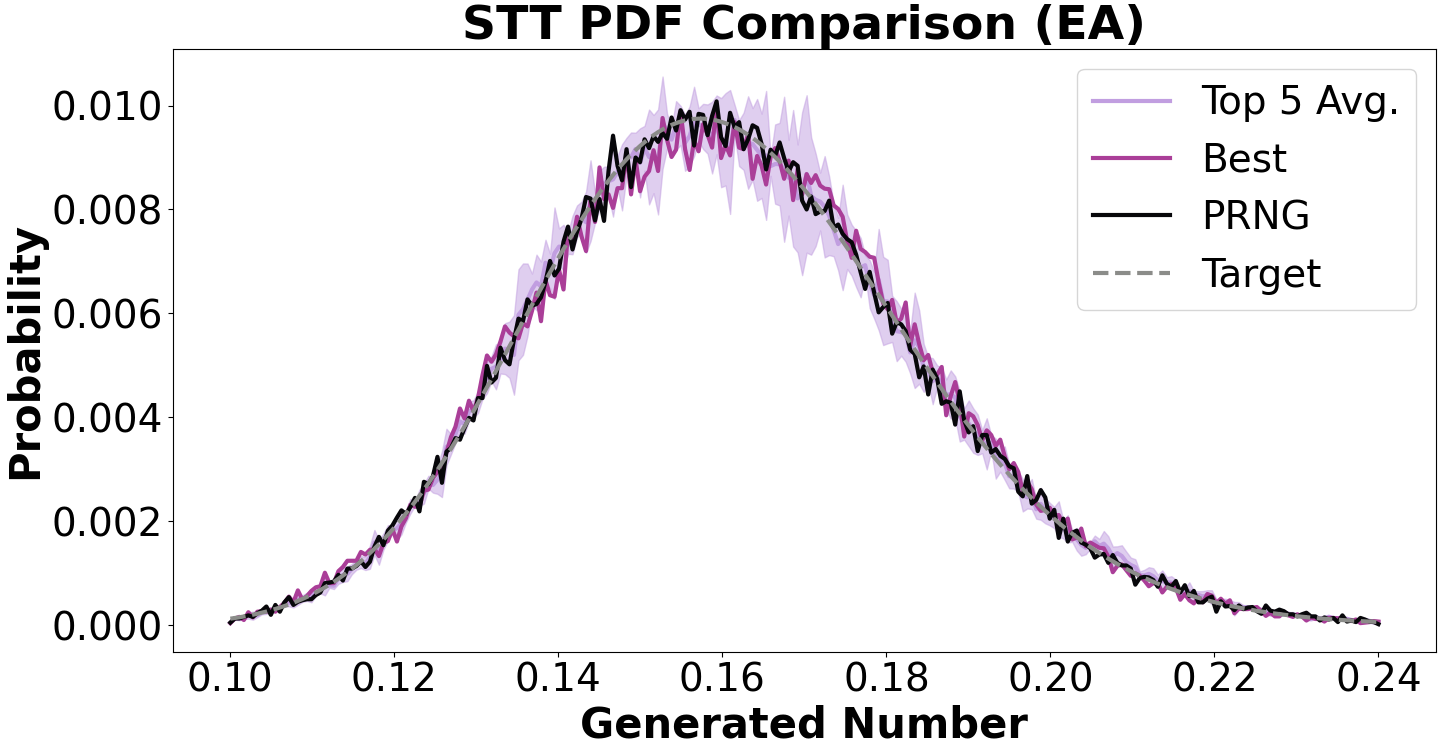 STT PDF Comparison (EA)
Top 5 Avg.
Best
PRNG
Target
Probability
0.010
0.008
0.006
0.004
0.002
0.000
0.10 0.12 0.14 0.16 0.18 0.20 0.22 0.24
Generated Number